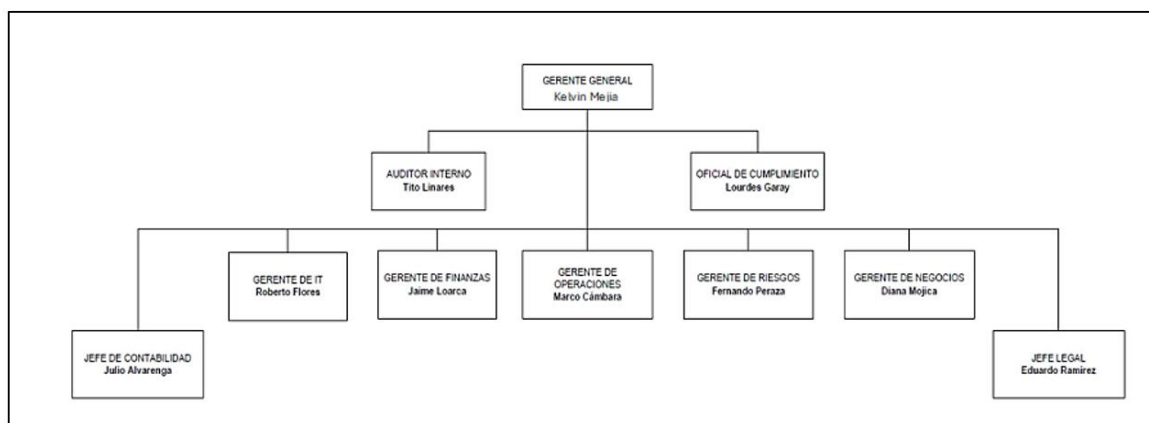 GERENTE GENERAL
Kelvin Mejia
AUDITOR INTERNO
Tito Linares
OFICIAL DE CUMPLIMIENTO
Lourdes Garay
GERENTE DE IT
Roberto Flores
GERENTE DE FINANZAS
Jaime Loarca
GERENTE DE
OPERACIONES
Marco Cámbara
GERENTE DE RIESGOS
Fernando Peraza
GERENTE DE NEGOCIOS
Diana Mojica
JEFE DE CONTABILIDAD
Julio Alvarenga
JEFE LEGAL
Eduardo Ramírez